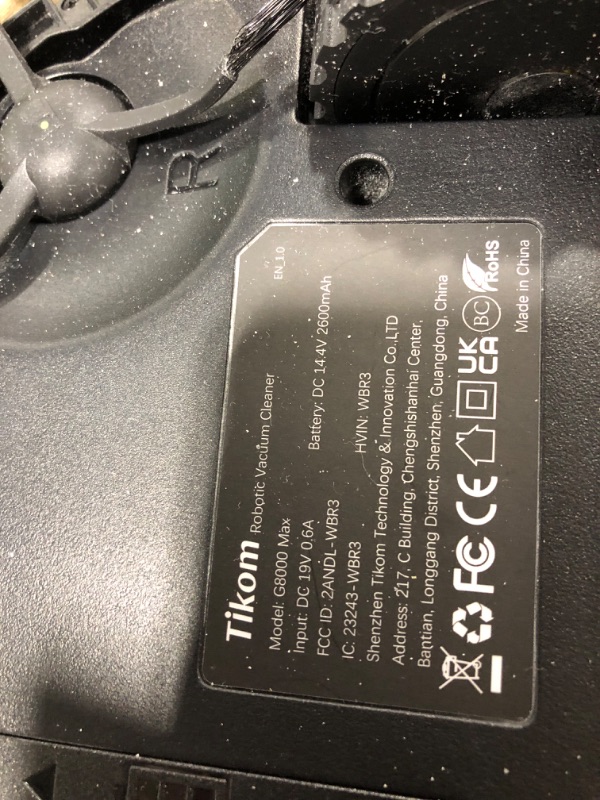 R
EN_1.0
Tikom Robotic Vacuum Cleaner
Model: G8000 Max
Input: DC 19V 0.6A Battery: DC 14.4V 2600mAh
FCC ID: 2ANDL-WBR3
IC: 23243-WBR3 HVIN: WBR3
Shenzhen Tikom Technology & Innovation Co.,LTD
Address: 217, C Building, Chengshishanhai Center,
Bantian, Longgang District, Shenzhen, Guangdong, China
FC CE UK CA BC RoHS
Made in China